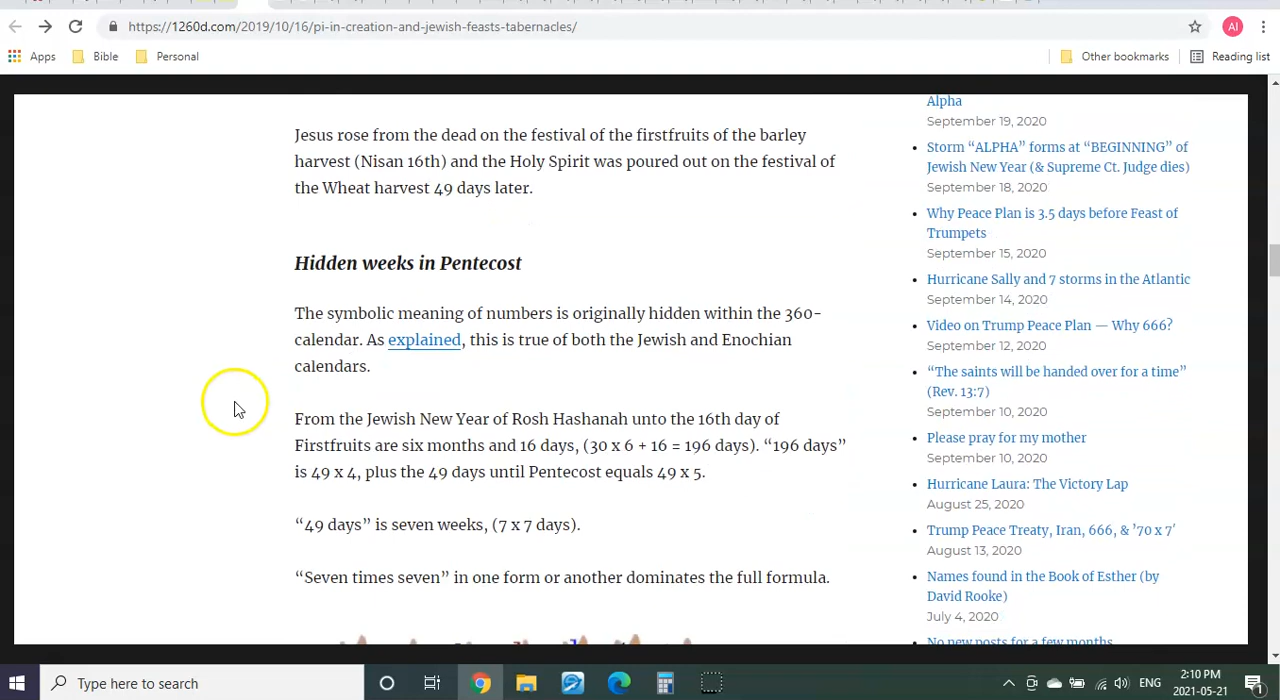 https://1260d.com/2019/10/16/pi-in-creation-and-jewish-feasts-tabernacles/
AI
Apps
Bible
Personal
Other bookmarks
Reading list
Jesus rose from the dead on the festival of the firstfruits of the barley
harvest (Nisan 16th) and the Holy Spirit was poured out on the festival of
the Wheat harvest 49 days later.
Hidden weeks in Pentecost
The symbolic meaning of numbers is originally hidden within the 360-
calendar. As explained, this is true of both the Jewish and Enochian
calendars.
From the Jewish New Year of Rosh Hashanah unto the 16th day of
Firstfruits are six months and 16 days, (30 x 6 + 16 = 196 days). “196 days”
is 49 x 4, plus the 49 days until Pentecost equals 49 x 5.
“49 days” is seven weeks, (7 x 7 days).
“Seven times seven” in one form or another dominates the full formula.
Alpha
September 19, 2020
Storm “ALPHA” forms at “BEGINNING” of
Jewish New Year (& Supreme Ct. Judge dies)
September 18, 2020
Why Peace Plan is 3.5 days before Feast of
Trumpets
September 15, 2020
Hurricane Sally and 7 storms in the Atlantic
September 14, 2020
Video on Trump Peace Plan — Why 666?
September 12, 2020
“The saints will be handed over for a time”
(Rev. 13:7)
September 10, 2020
Please pray for my mother
September 10, 2020
Hurricane Laura: The Victory Lap
August 25, 2020
Trump Peace Treaty, Iran, 666, & ’70 x 7′
August 13, 2020
Names found in the Book of Esther (by
David Rooke)
July 4, 2020
No new posts for a few months
Type here to search
ENG
2:10 PM
2021-05-21
1